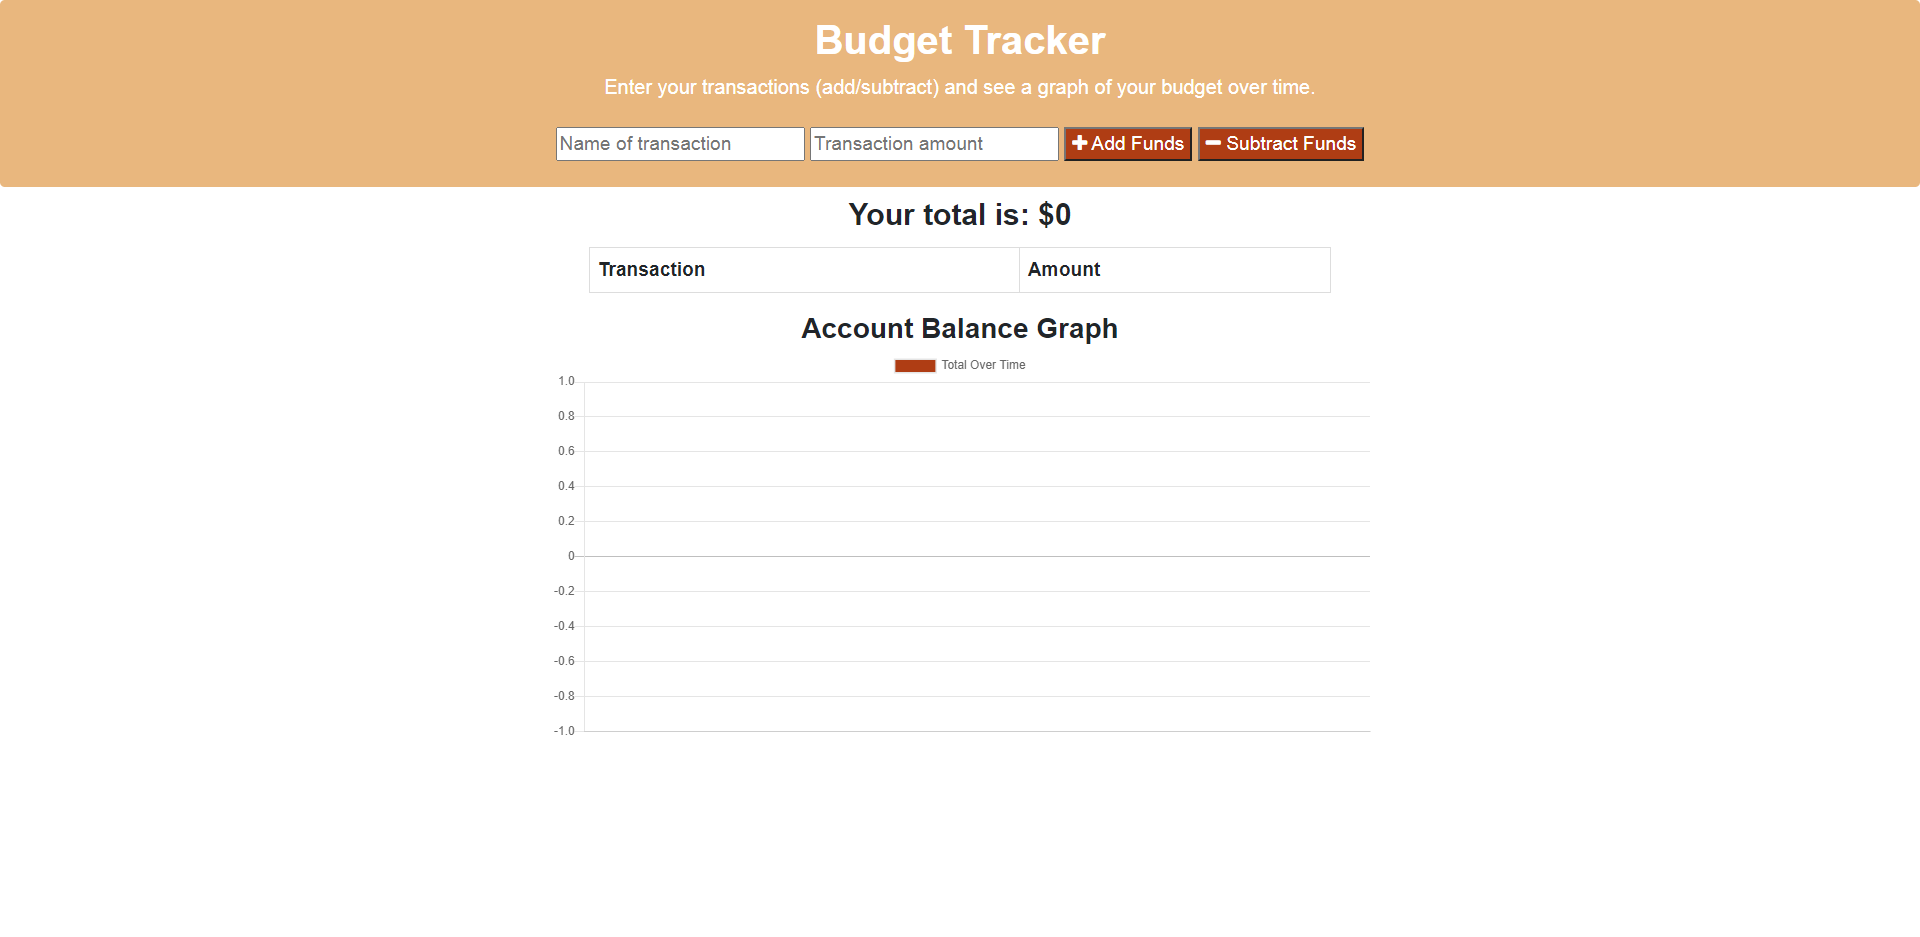 Budget Tracker
Enter your transactions (add/subtract) and see a graph of your budget over time.
Name of transaction Transaction amount Add Funds Subtract Funds
Your total is: $0
Transaction Amount
Account Balance Graph
Total Over Time
1.0
0.8
0.6
0.4
0.2
0
-0.2
-0.4
-0.6
-0.8
-1.0